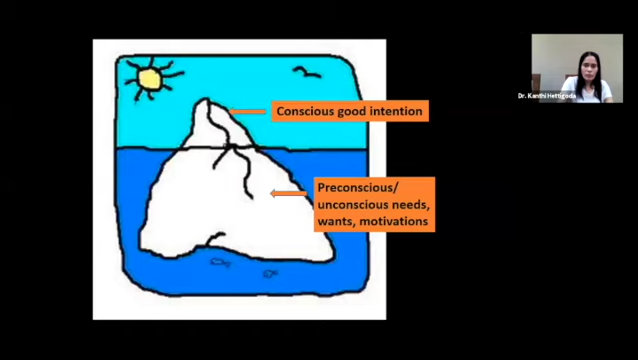 Dr. Kanthi Hettigoda
Conscious good intention
Preconscious/
unconscious needs,
wants, motivations